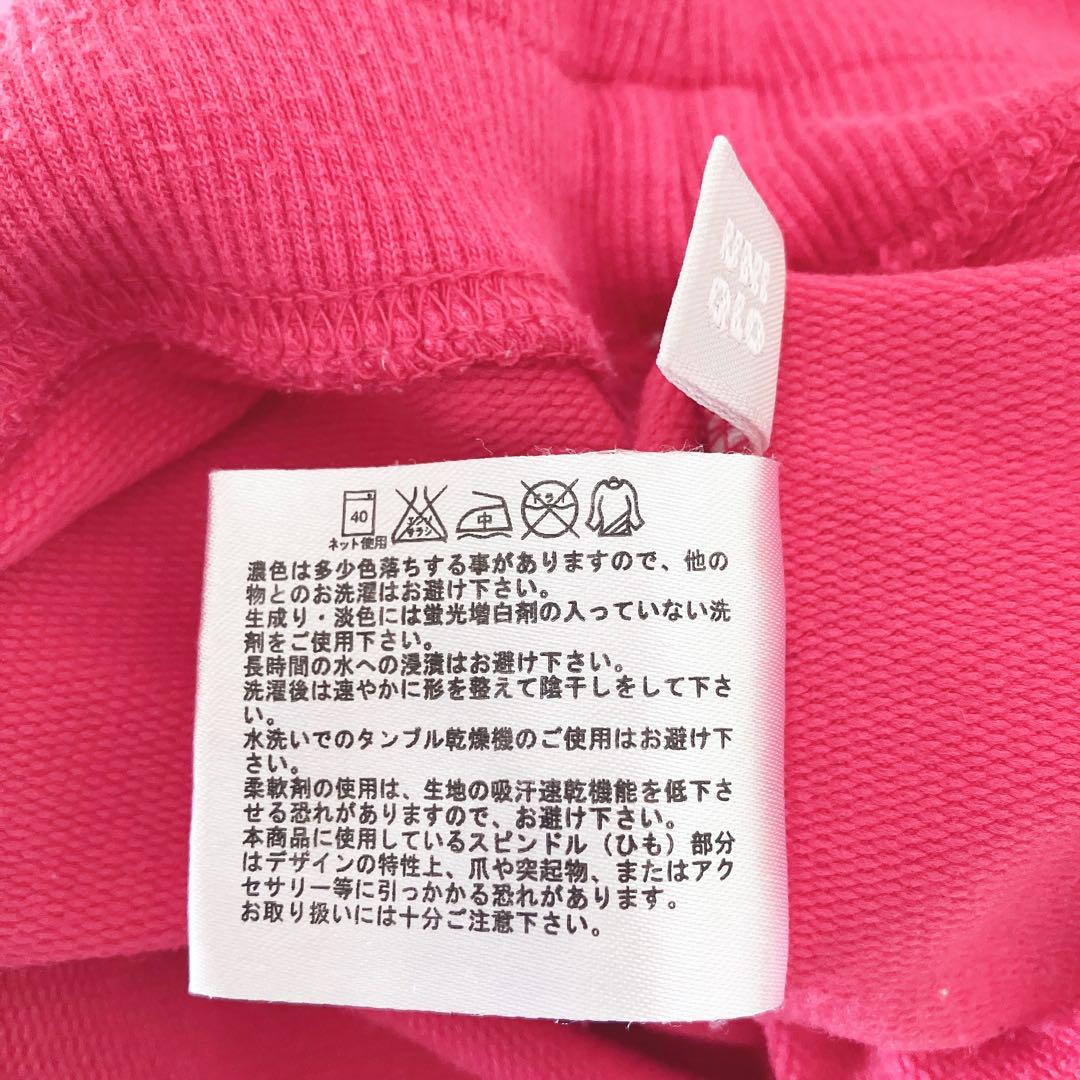 UNI
QLO
40
エンソ
サラシ
中
ドライ
ネット使用
濃色は多少色落ちする事がありますので、他の
物とのお洗濯はお避け下さい。
生成り・淡色には蛍光増白剤の入っていない洗
剤をご使用下さい。
長時間の水への浸漬はお避け下さい。
洗濯後は速やかに形を整えて陰干しをして下さ
い。
水洗いでのタンブル乾燥機のご使用はお避け下
さい。
柔軟剤の使用は、生地の吸汗速乾機能を低下さ
せる恐れがありますので、お避け下さい。
本商品に使用しているスピンドル（ひも）部分
はデザインの特性上、爪や突起物、またはアク
セサリー等に引っかかる恐れがあります。
お取り扱いには十分ご注意下さい。